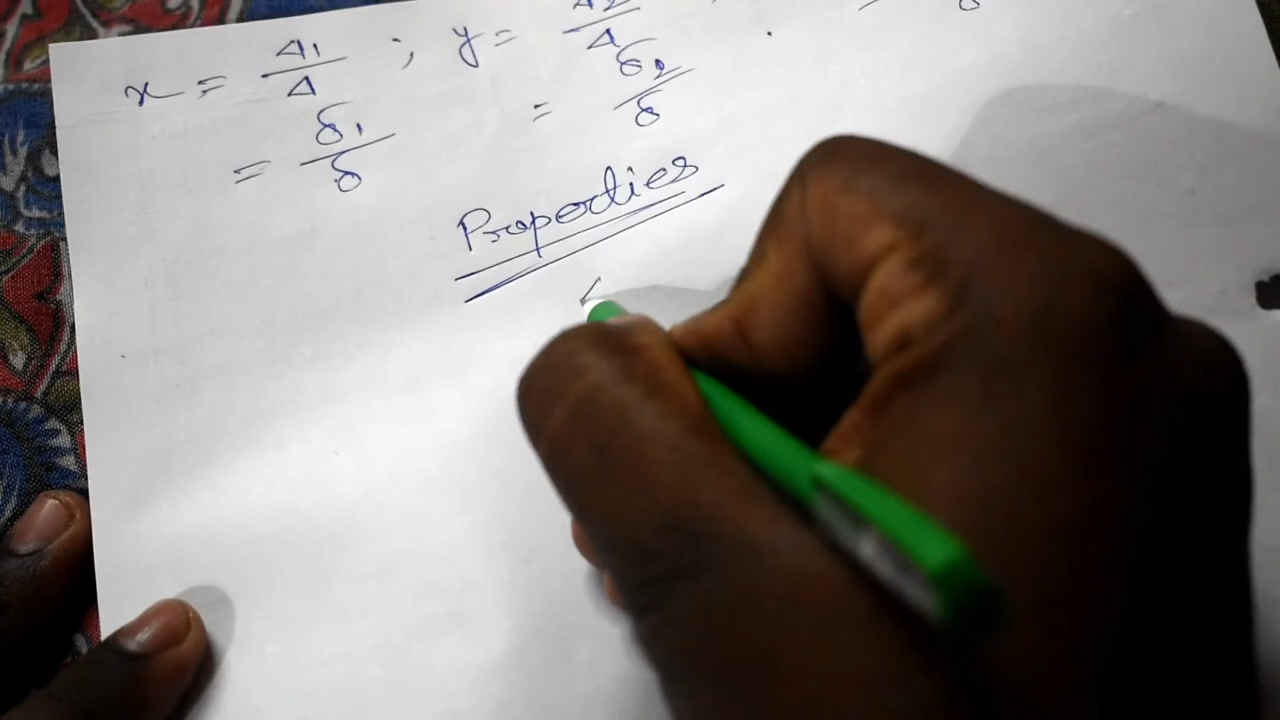 x = Δ1/Δ ; y = Δ2/Δ
= δ1/δ = δ2/δ
Properties